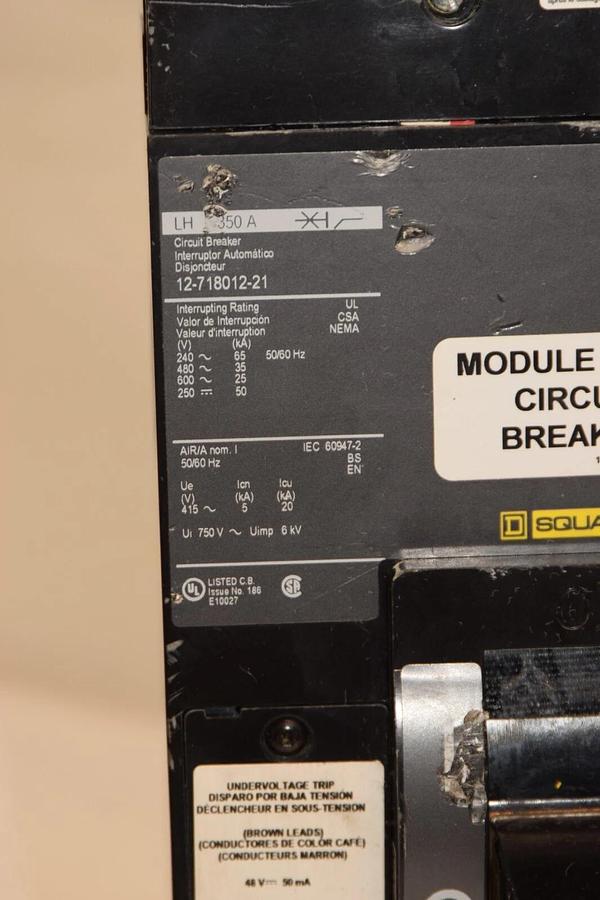 LH 350 A
Circuit Breaker
Interruptor Automático
Disjoncteur
12-718012-21
Interrupting Rating UL
Valor de Interrupción CSA
Valeur d'interruption NEMA
(V) (kA)
240 ~ 65 50/60 Hz
480 ~ 35
600 ~ 25
250 ⎓ 50
AIR/A nom. I IEC 60947-2
50/60 Hz BS
EN
Ue Icn Icu
(V) (kA) (kA)
415 ~ 5 20
Ui 750 V ~ Uimp 6 kV
UL LISTED C.B.
Issue No. 186
E10027
MODULE
CIRCU
BREAK
D SQUA
UNDERVOLTAGE TRIP
DISPARO POR BAJA TENSIÓN
DÉCLENCHEUR EN SOUS-TENSION
(BROWN LEADS)
(CONDUCTORES DE COLOR CAFÉ)
(CONDUCTEURS MARRON)
48 V⎓ 50 mA